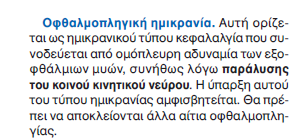 Οφθαλμοπληγική ημικρανία. Αυτή ορίζε-
ται ως ημικρανικού τύπου κεφαλαλγία που συ-
νοδεύεται από ομόπλευρη αδυναμία των εξο-
φθάλμιων μυών, συνήθως λόγω παράλυσης
του κοινού κινητικού νεύρου. Η ύπαρξη αυτού
του τύπου ημικρανίας αμφισβητείται. Θα πρέ-
πει να αποκλείονται άλλα αίτια οφθαλμοπλη-
γίας.